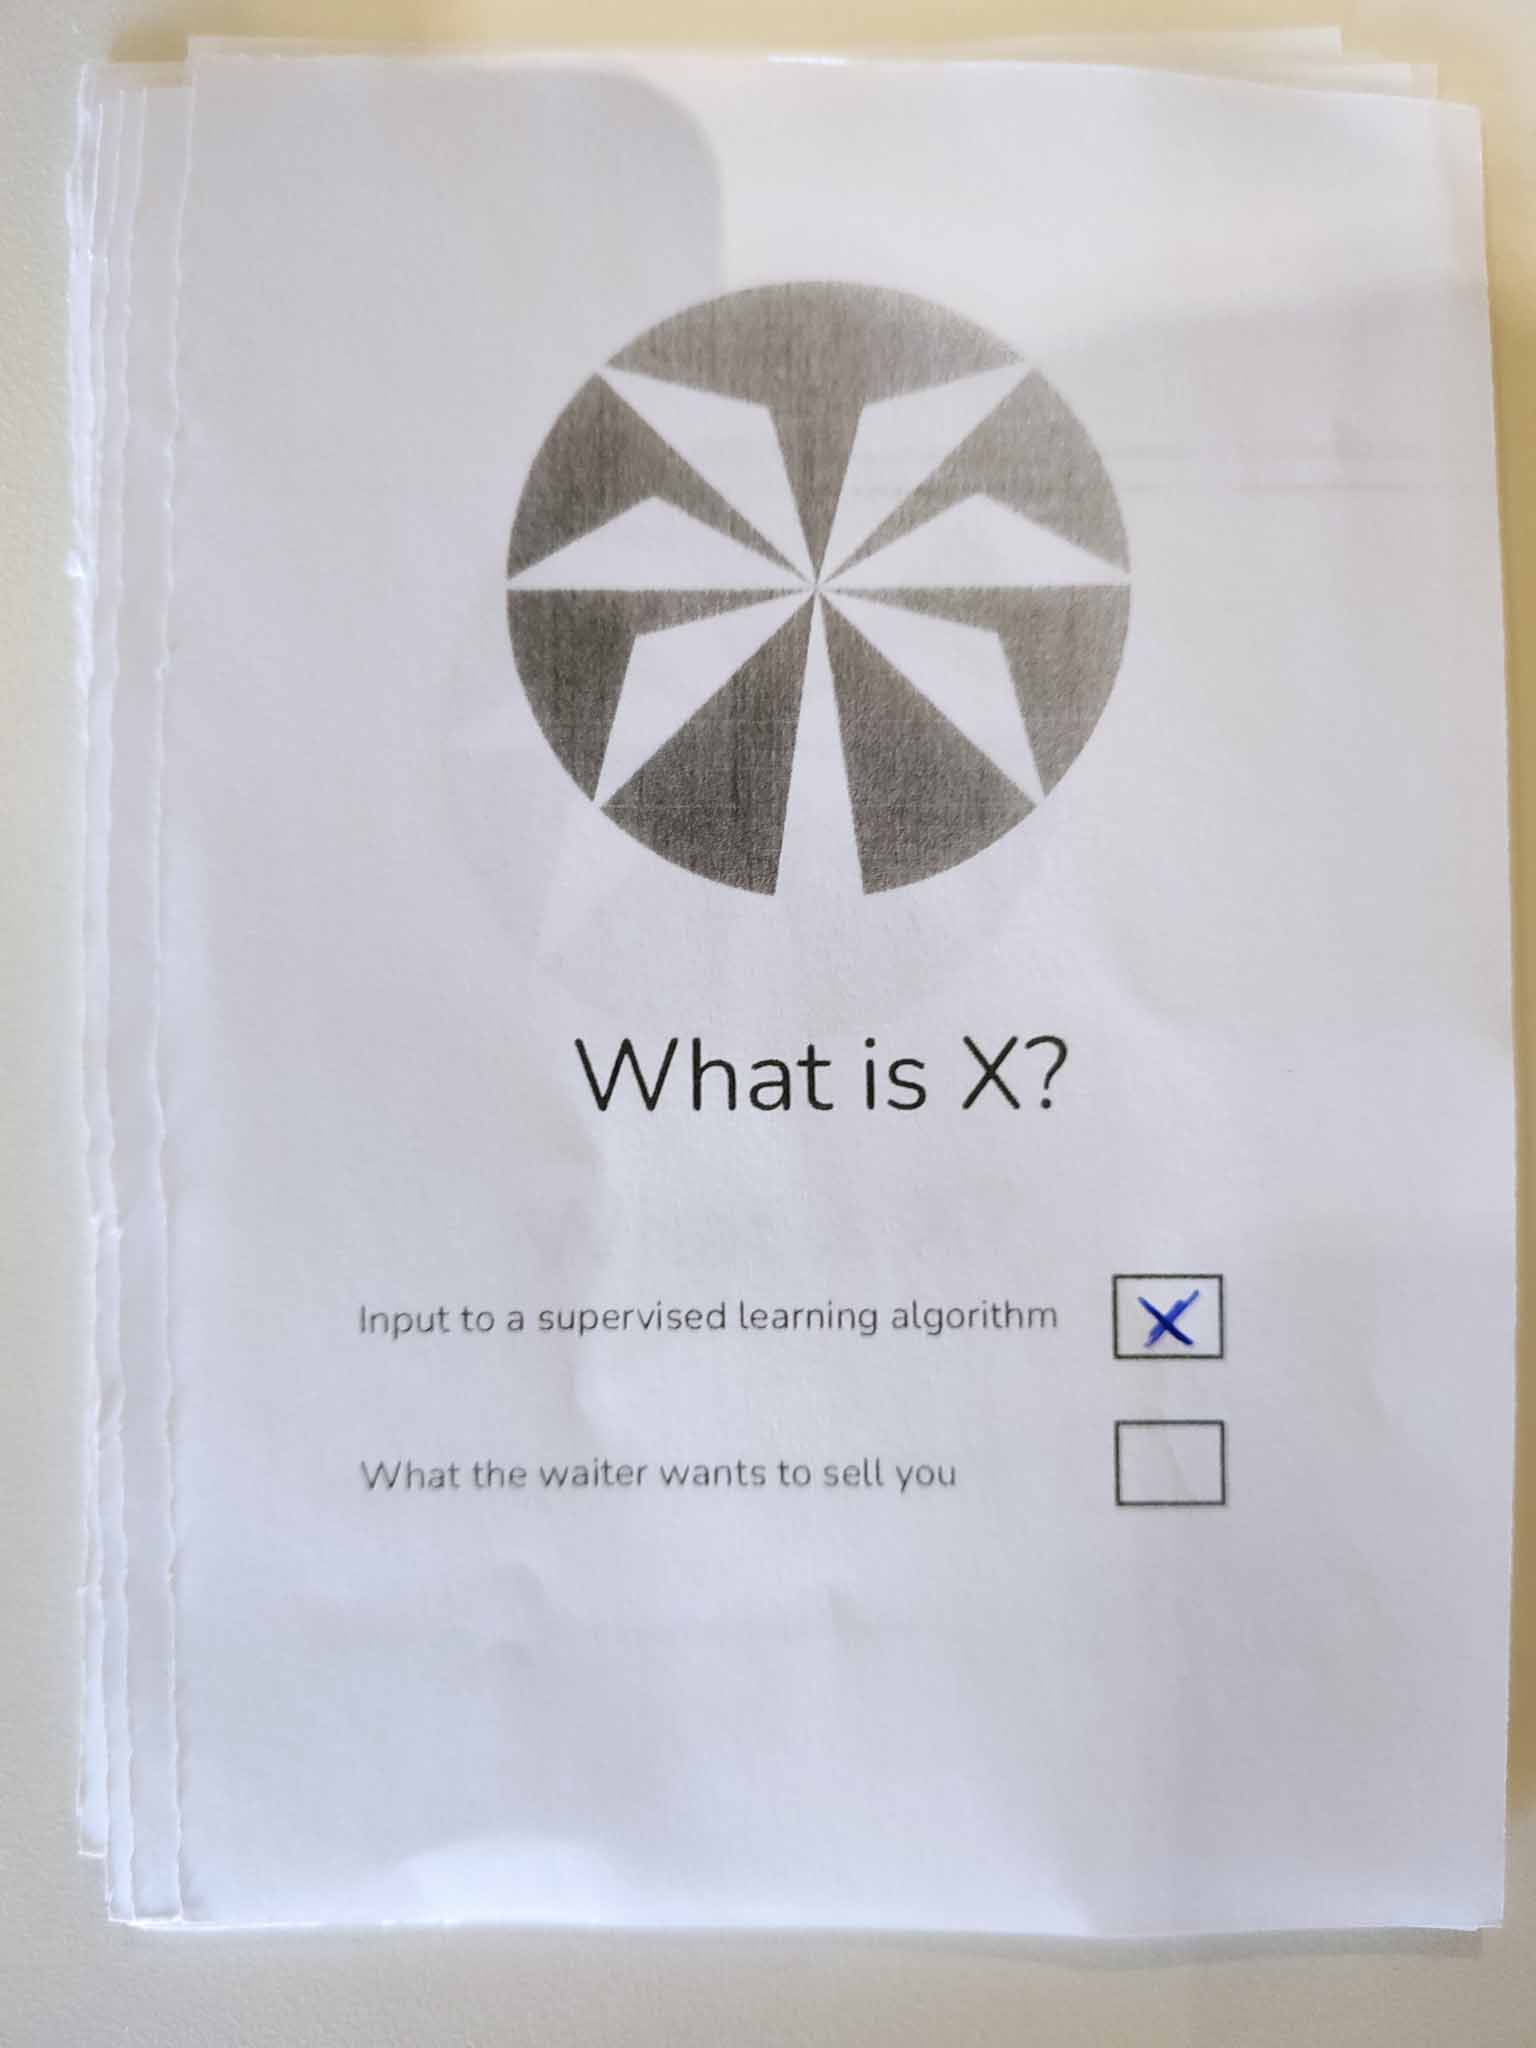 What is X?
Input to a supervised learning algorithm X
What the waiter wants to sell you